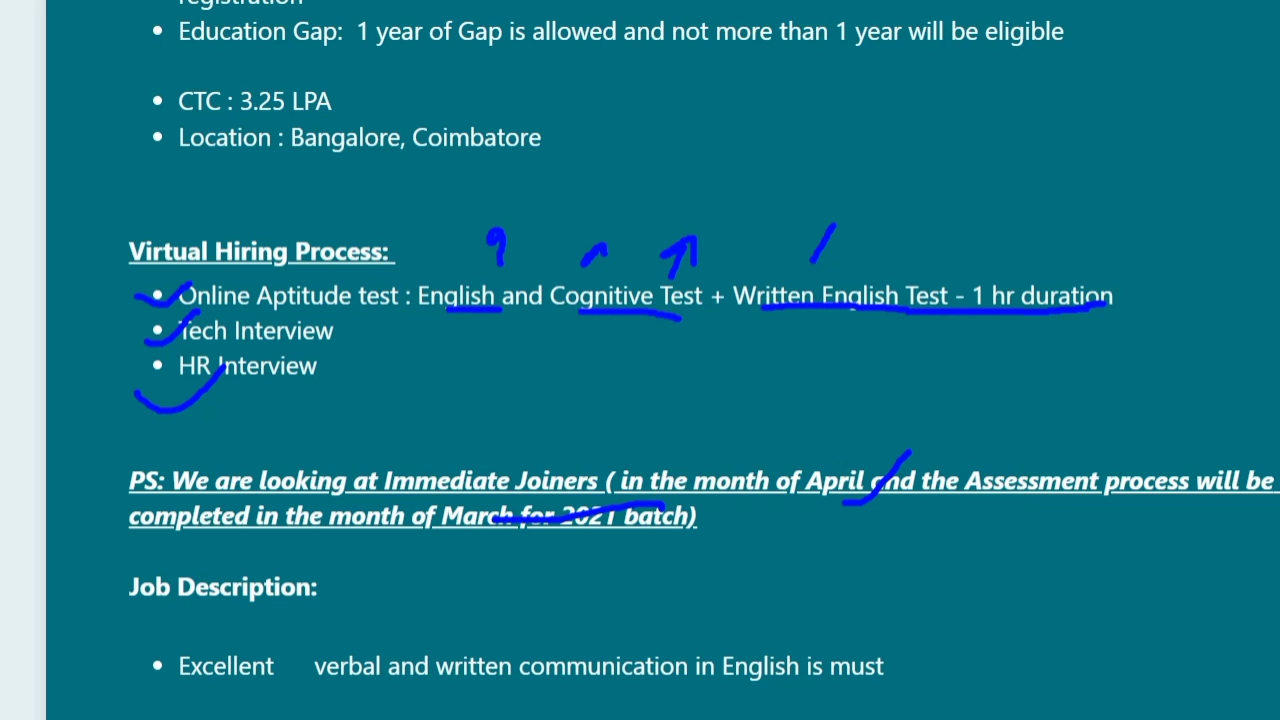 registration
Education Gap: 1 year of Gap is allowed and not more than 1 year will be eligible
CTC : 3.25 LPA
Location : Bangalore, Coimbatore
Virtual Hiring Process:
Online Aptitude test : English and Cognitive Test + Written English Test - 1 hr duration
Tech Interview
HR Interview
PS: We are looking at Immediate Joiners ( in the month of April and the Assessment process will be
completed in the month of March for 2021 batch)
Job Description:
Excellent verbal and written communication in English is must